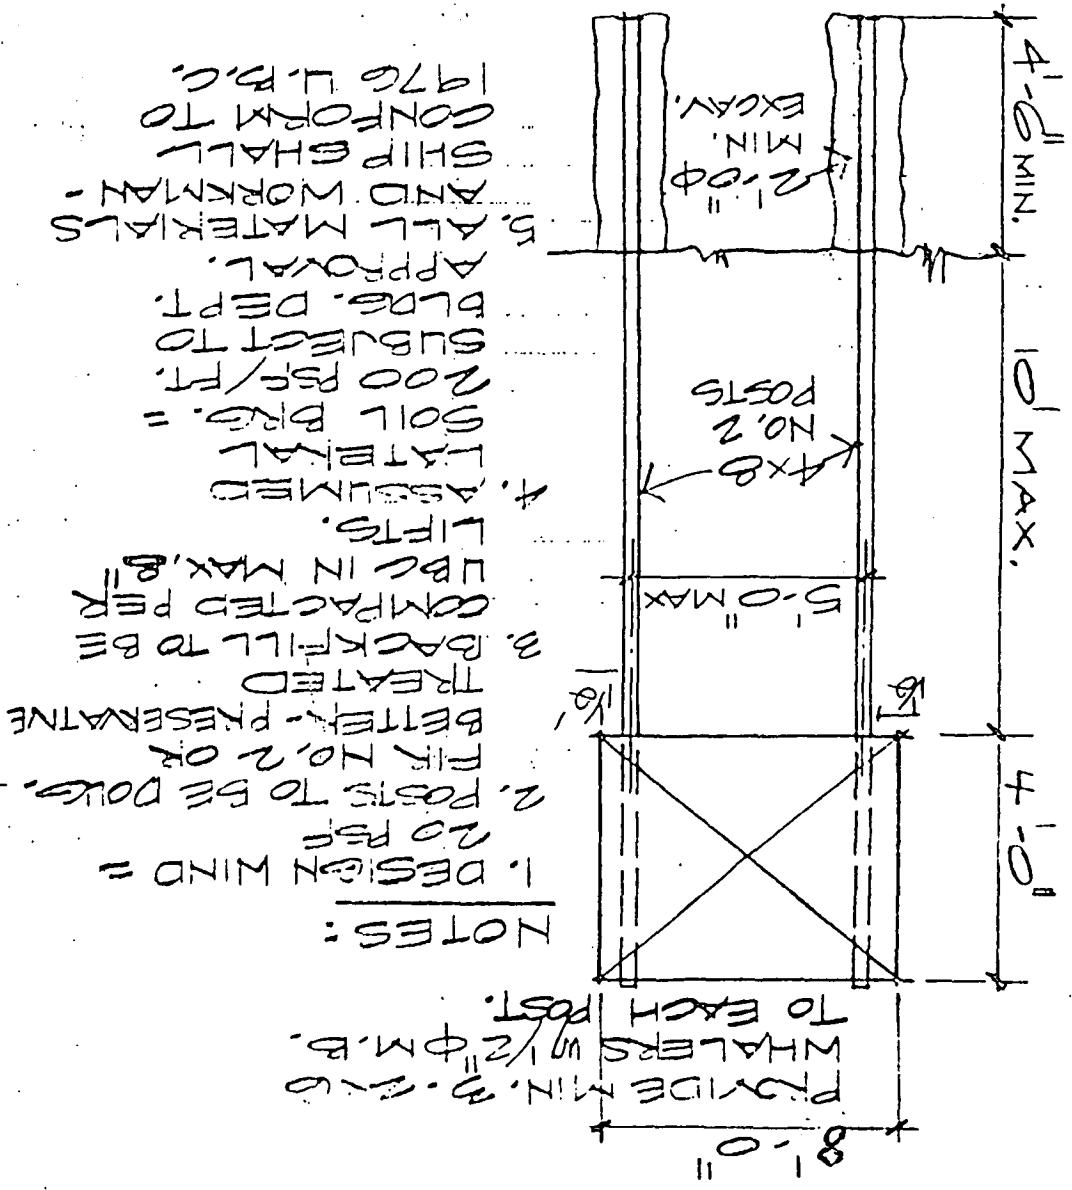 8'-0"
PROVIDE MIN. 3-2x6
WHALERS W/ 1/2"Φ M.B.
TO EACH POST.
4'-0"
10' MAX.
4'-6" MIN.
5'-0" MAX
4x8
NO. 2
POSTS
2'-0"Φ
MIN.
EXCAV.
NOTES:
1. DESIGN WIND =
20 PSF
2. POSTS TO BE DOUG.
FIR NO. 2 OR
BETTER - PRESERVATIVE
TREATED
3. BACKFILL TO BE
COMPACTED PER
UBC IN MAX. 8"
LIFTS.
4. ASSUMED
LATERAL
SOIL BRG. =
200 PSF/FT.
SUBJECT TO
BLDG. DEPT.
APPROVAL.
5. ALL MATERIALS
AND WORKMAN-
SHIP SHALL
CONFORM TO
1976 U.B.C.